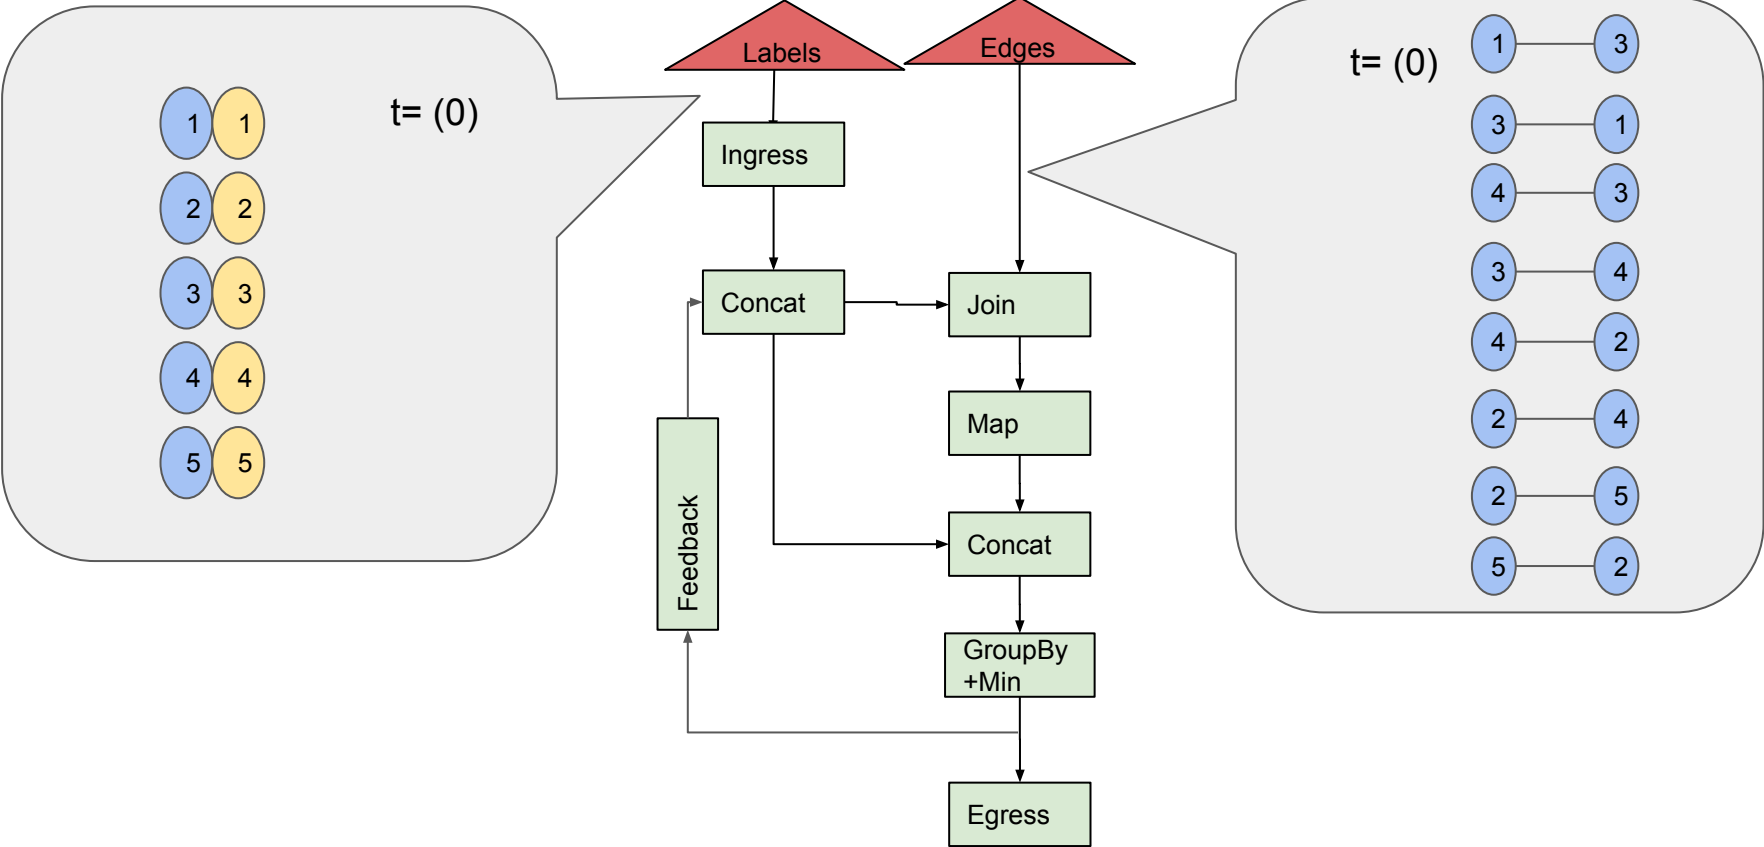 1 1
2 2
3 3
4 4
5 5
t= (0)
Labels
Edges
Ingress
Concat
Join
Map
Feedback
Concat
GroupBy
+Min
Egress
t= (0)
1 3
3 1
4 3
3 4
4 2
2 4
2 5
5 2